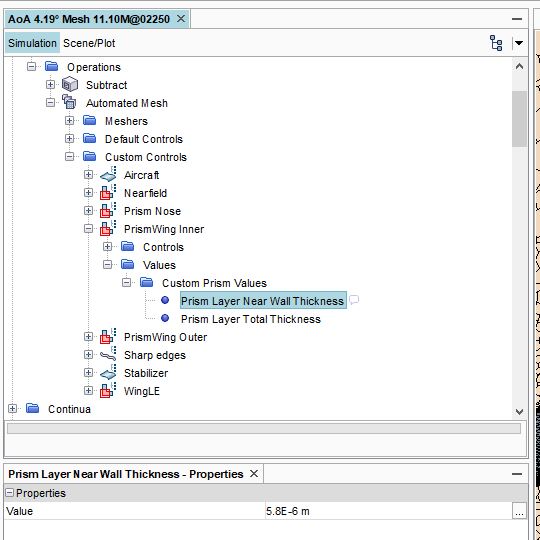 AoA 4.19° Mesh 11.10M@02250
Simulation Scene/Plot
Operations
Subtract
Automated Mesh
Meshers
Default Controls
Custom Controls
Aircraft
Nearfield
Prism Nose
PrismWing Inner
Controls
Values
Custom Prism Values
Prism Layer Near Wall Thickness
Prism Layer Total Thickness
PrismWing Outer
Sharp edges
Stabilizer
WingLE
Continua
Prism Layer Near Wall Thickness - Properties
Properties
Value 5.8E-6 m ...